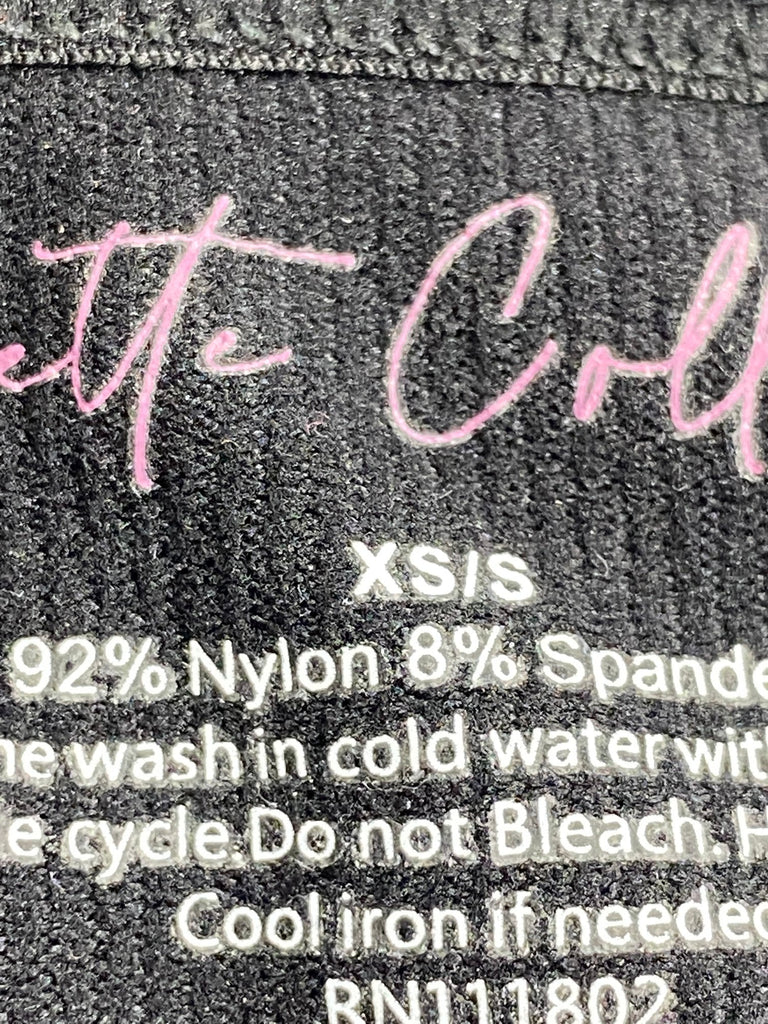 ette Coll
XS/S
92% Nylon 8% Spande
ne wash in cold water wit
e cycle.Do not Bleach. H
Cool iron if needed
RN111802